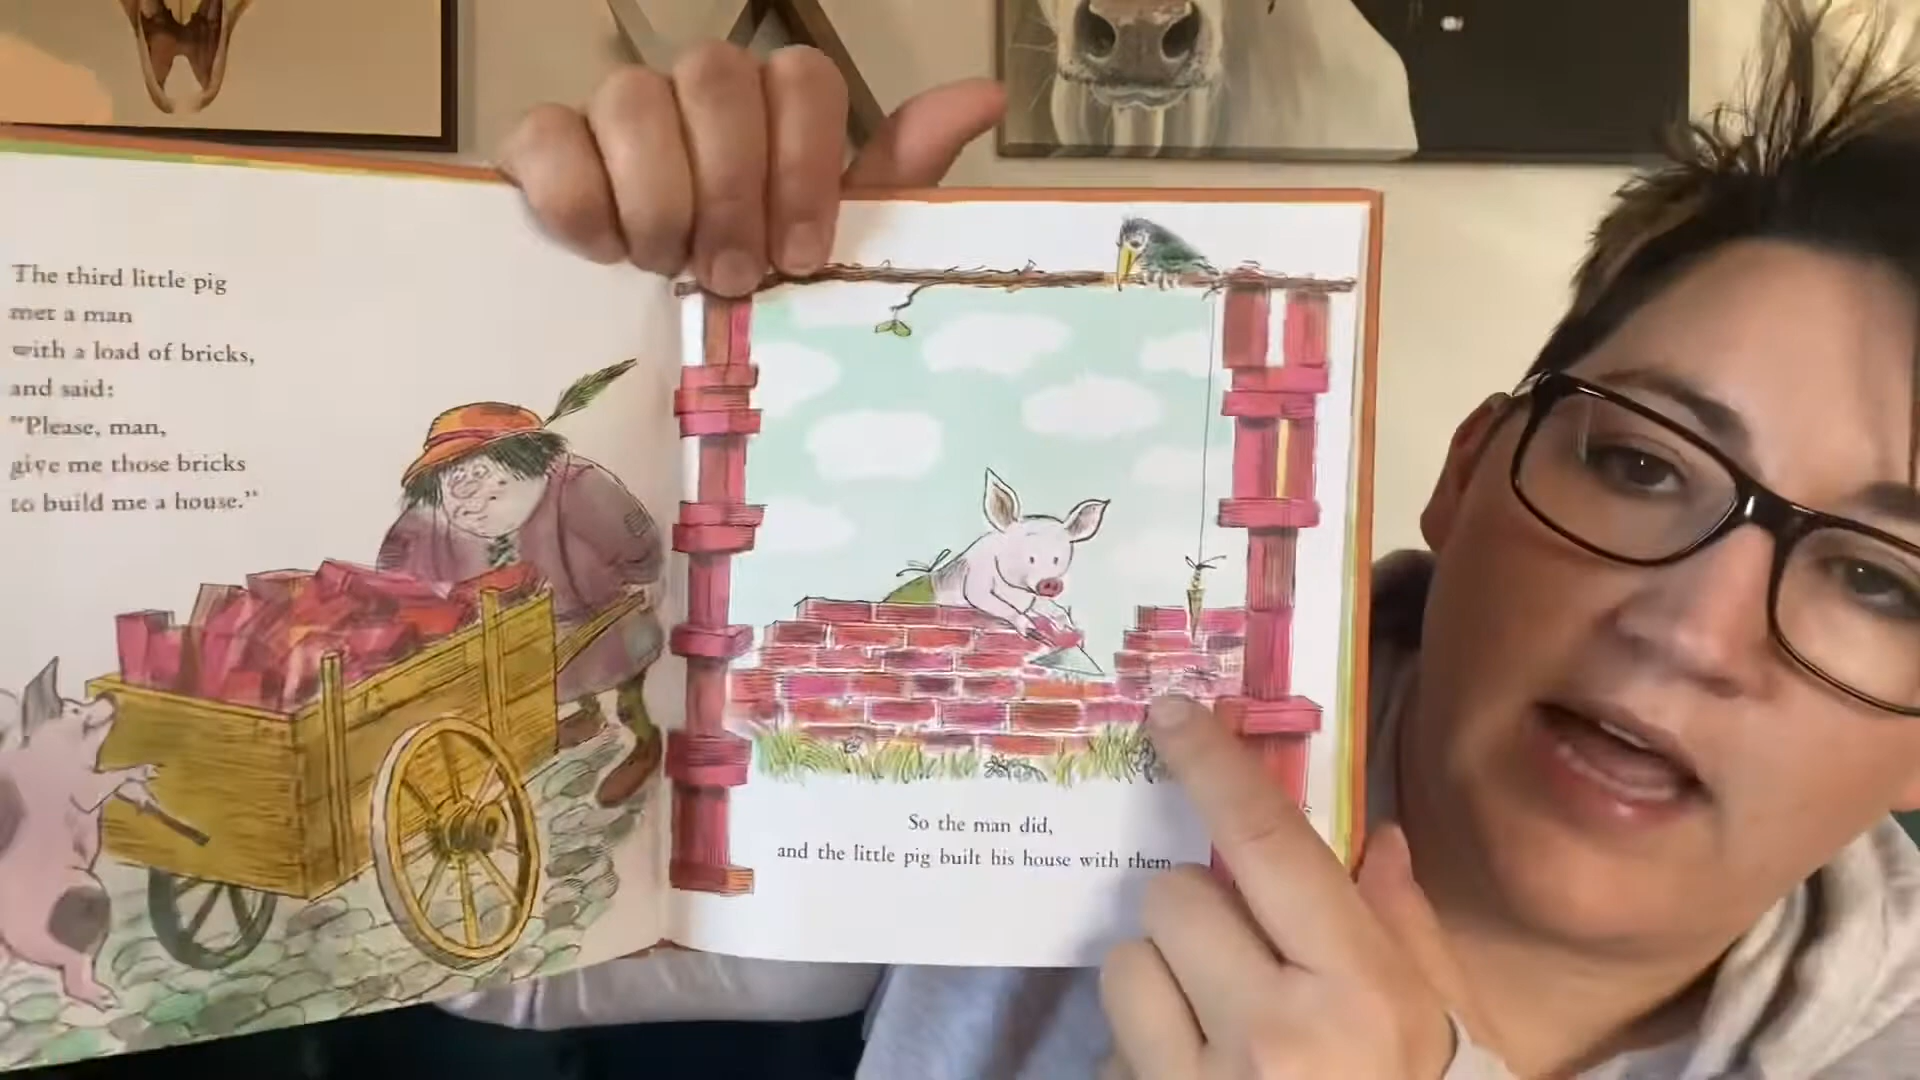 The third little pig
met a man
with a load of bricks,
and said:
"Please, man,
give me those bricks
to build me a house."
So the man did,
and the little pig built his house with them